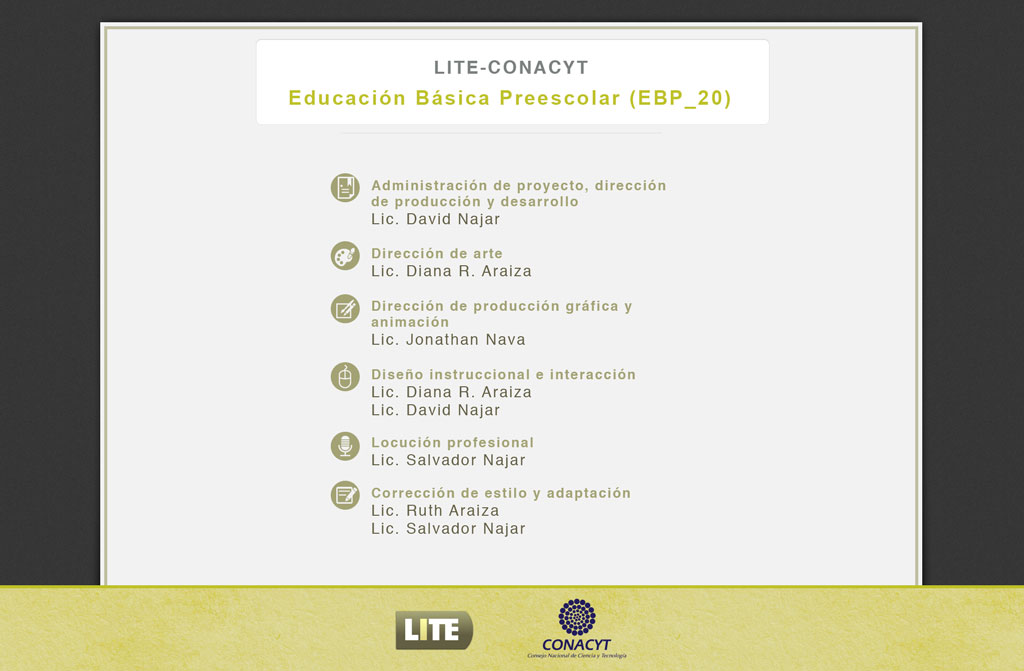 LITE-CONACYT
Educación Básica Preescolar (EBP_20)
Administración de proyecto, dirección
de producción y desarrollo
Lic. David Najar
Dirección de arte
Lic. Diana R. Araiza
Dirección de producción gráfica y
animación
Lic. Jonathan Nava
Diseño instruccional e interacción
Lic. Diana R. Araiza
Lic. David Najar
Locución profesional
Lic. Salvador Najar
Corrección de estilo y adaptación
Lic. Ruth Araiza
Lic. Salvador Najar
LITE
CONACYT
Consejo Nacional de Ciencia y Tecnología